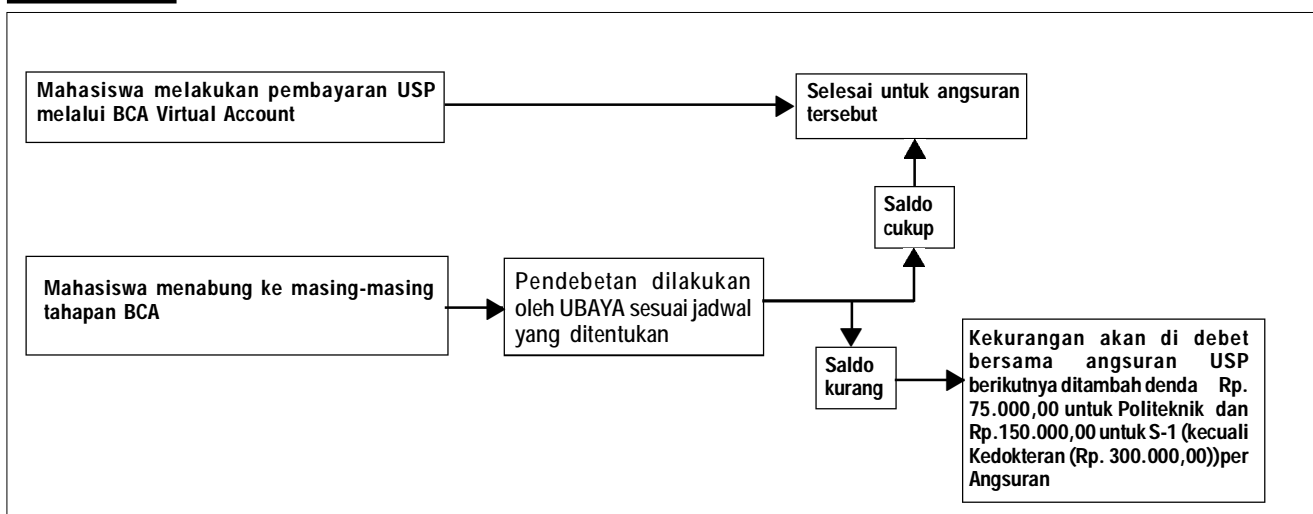 Mahasiswa melakukan pembayaran USP
melalui BCA Virtual Account
Selesai untuk angsuran
tersebut
Saldo
cukup
Mahasiswa menabung ke masing-masing
tahapan BCA
Pendebetan dilakukan
oleh UBAYA sesuai jadwal
yang ditentukan
Saldo
kurang
Kekurangan akan di debet
bersama angsuran USP
berikutnya ditambah denda Rp.
75.000,00 untuk Politeknik dan
Rp.150.000,00 untuk S-1 (kecuali
Kedokteran (Rp. 300.000,00))per
Angsuran